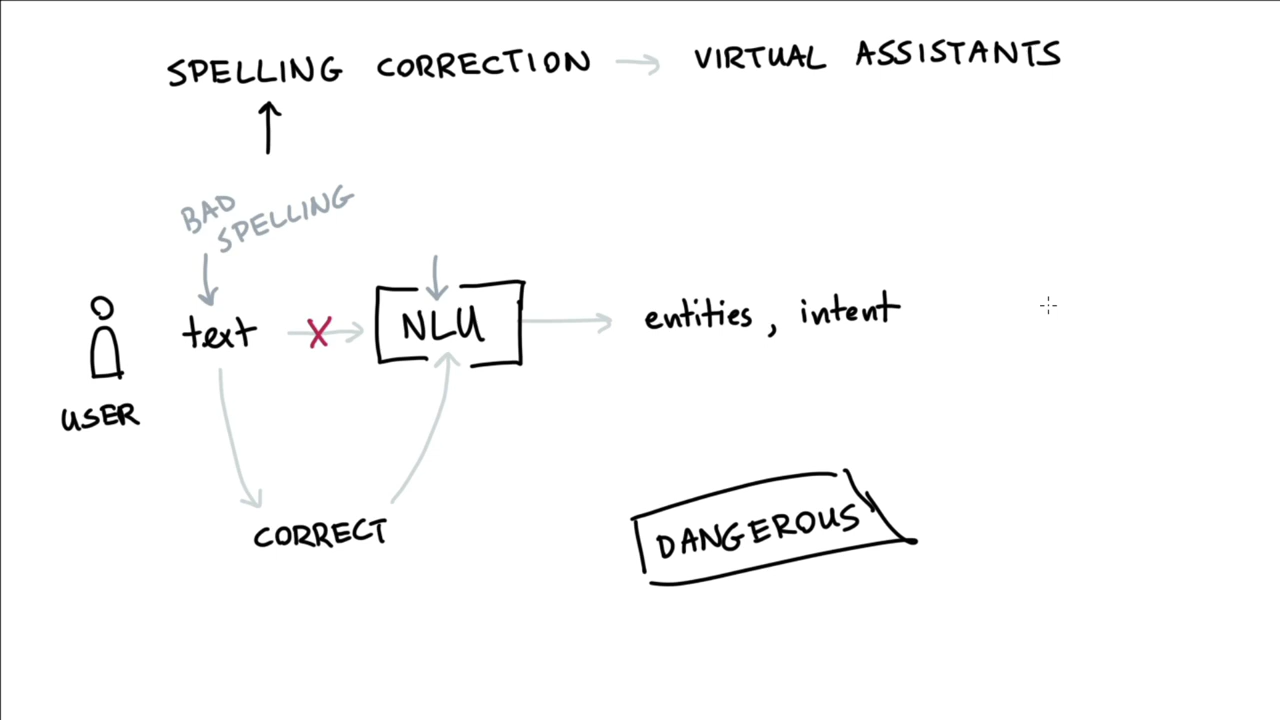 SPELLING CORRECTION → VIRTUAL ASSISTANTS
BAD
SPELLING
text X NLU entities, intent
USER
CORRECT
DANGEROUS